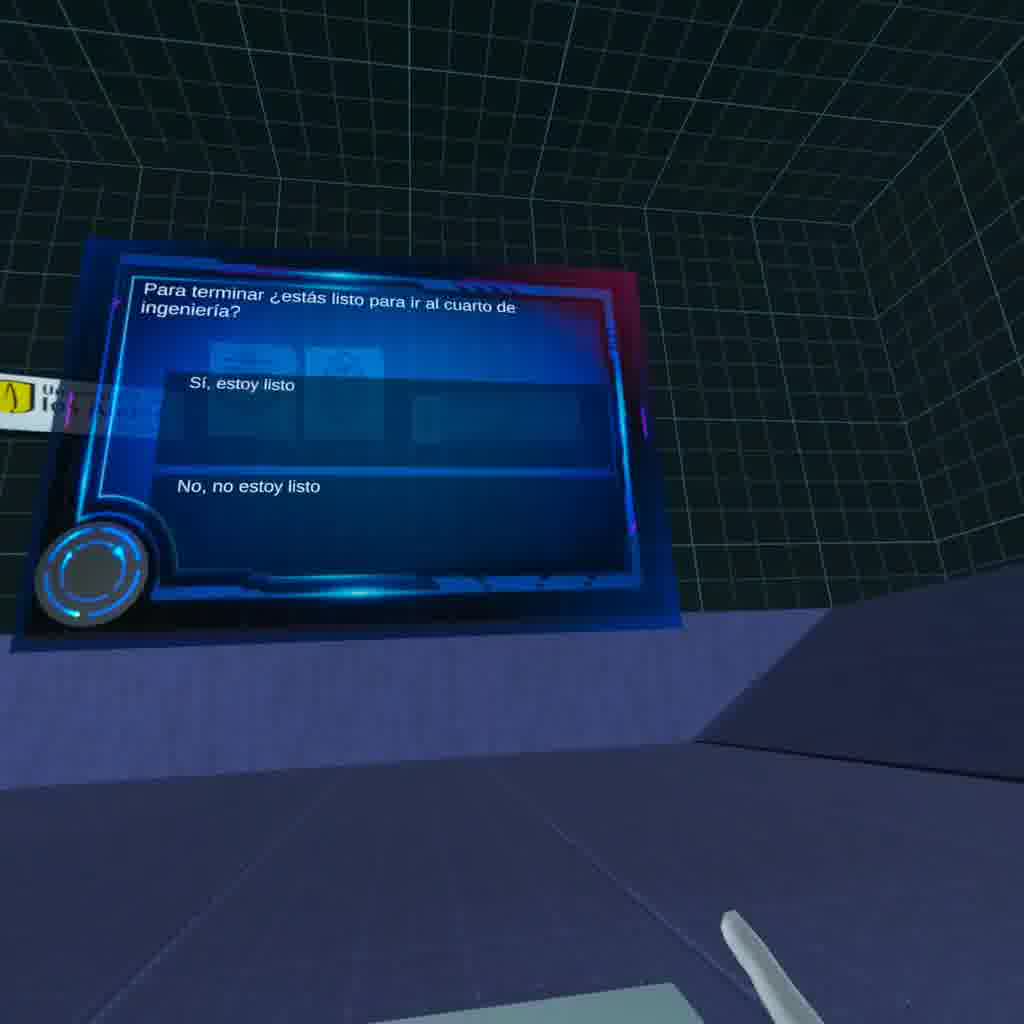 Para terminar ¿estás listo para ir al cuarto de
ingeniería?
Sí, estoy listo
No, no estoy listo